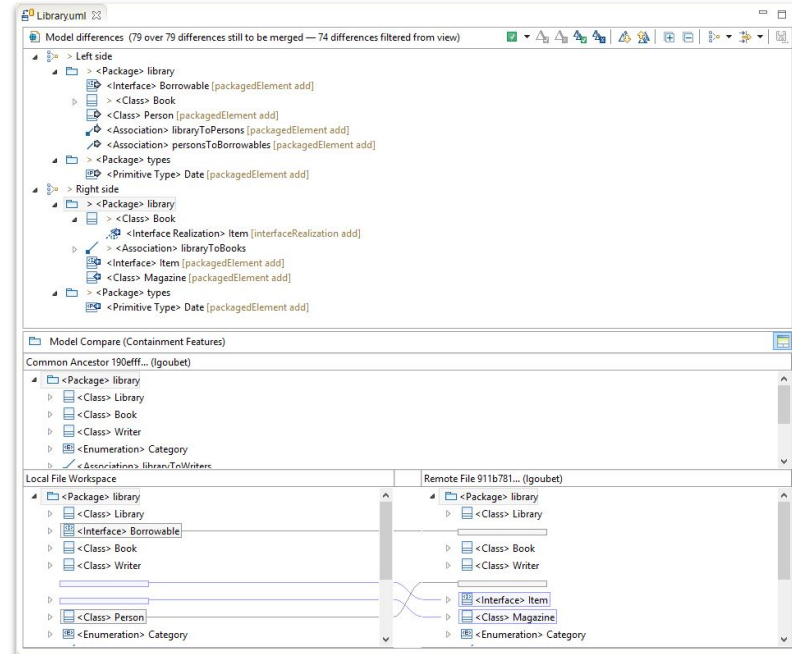 Library.uml
Model differences (79 over 79 differences still to be merged — 74 differences filtered from view)
> Left side
> <Package> library
<Interface> Borrowable [packagedElement add]
> <Class> Book
<Class> Person [packagedElement add]
<Association> libraryToPersons [packagedElement add]
<Association> personsToBorrowables [packagedElement add]
> <Package> types
<Primitive Type> Date [packagedElement add]
> Right side
> <Package> library
> <Class> Book
<Interface Realization> Item [interfaceRealization add]
> <Association> libraryToBooks
<Interface> Item [packagedElement add]
<Class> Magazine [packagedElement add]
> <Package> types
<Primitive Type> Date [packagedElement add]
Model Compare (Containment Features)
Common Ancestor 190efff... (lgoubet)
<Package> library
<Class> Library
<Class> Book
<Class> Writer
<Enumeration> Category
<Association> libraryToWriters
Local File Workspace
Remote File 911b781... (lgoubet)
<Package> library
<Class> Library
<Interface> Borrowable
<Class> Book
<Class> Writer
<Class> Person
<Enumeration> Category
<Package> library
<Class> Library
<Class> Book
<Class> Writer
<Interface> Item
<Class> Magazine
<Enumeration> Category